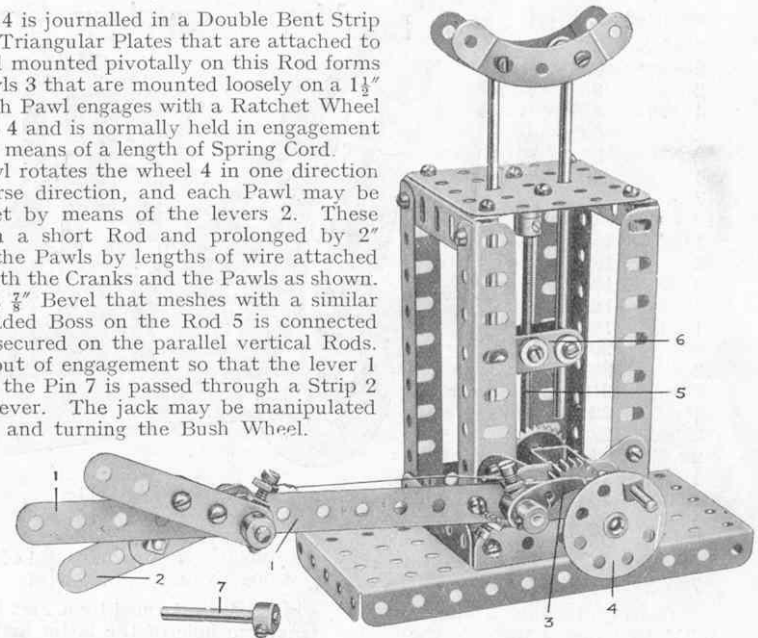 4 is journalled in a Double Bent Strip
Triangular Plates that are attached to
mounted pivotally on this Rod forms
ls 3 that are mounted loosely on a 1½″
h Pawl engages with a Ratchet Wheel
4 and is normally held in engagement
means of a length of Spring Cord.
l rotates the wheel 4 in one direction
rse direction, and each Pawl may be
t by means of the levers 2. These
a short Rod and prolonged by 2″
the Pawls by lengths of wire attached
th the Cranks and the Pawls as shown.
⅞″ Bevel that meshes with a similar
ded Boss on the Rod 5 is connected
secured on the parallel vertical Rods.
out of engagement so that the lever 1
the Pin 7 is passed through a Strip 2
ever. The jack may be manipulated
and turning the Bush Wheel.
6
5
1
1
2
7
3
4